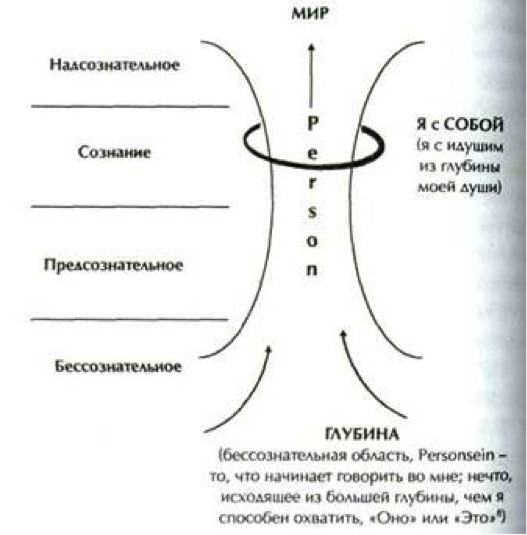 МИР
Надсознательное
Сознание
Предсознательное
Бессознательное
Person
Я с СОБОЙ
(я с идущим
из глубины
моей души)
ГЛУБИНА
(бессознательная область, Personsein –
то, что начинает говорить во мне; нечто,
исходящее из большей глубины, чем я
способен охватить, «Оно» или «Это»⁸)